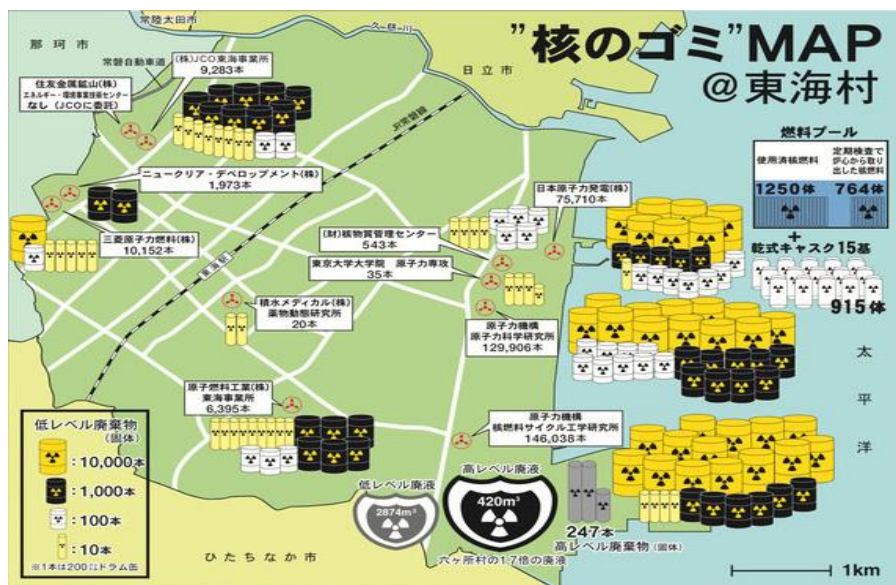 "核のゴミ"MAP
@東海村
常陸太田市
久慈川
那珂市
常磐自動車道
日立市
JR常磐線
(株)JCO東海事業所
9,283本
住友金属鉱山(株)
エネルギー・環境事業技術センター
なし(JCOに委託)
ニュークリア・デベロップメント(株)
1,973本
三菱原子力燃料(株)
10,152本
東海駅
積水メディカル(株)
薬物動態研究所
20本
原子燃料工業(株)
東海事業所
6,395本
日本原子力発電(株)
75,710本
(財)核物質管理センター
543本
東京大学大学院 原子力専攻
35本
原子力機構
原子力科学研究所
129,906本
原子力機構
核燃料サイクル工学研究所
146,038本
燃料プール
使用済核燃料
1250体
定期検査で
炉心から取り
出した核燃料
764体
+
乾式キャスク15基
915体
太平洋
低レベル廃棄物
(固体)
:10,000本
:1,000本
:100本
:10本
※1本は200㍑ドラム缶
低レベル廃液
2874m³
高レベル廃液
420m³
六ヶ所村の1.7倍の廃液
247本
高レベル廃棄物(固体)
ひたちなか市
1km